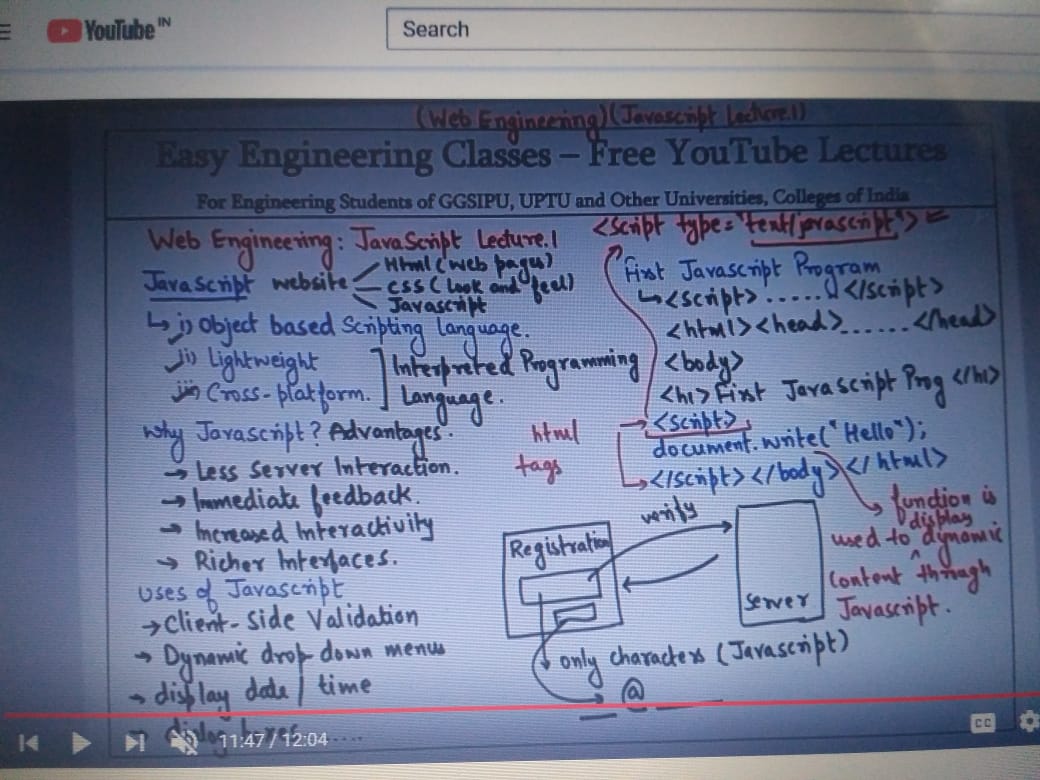 YouTube IN
Search
(Web Engineering) (Javascript Lecture.1)
Easy Engineering Classes – Free YouTube Lectures
For Engineering Students of GGSIPU, UPTU and Other Universities, Colleges of India
Web Engineering: JavaScript Lecture.1
JavaScript website
Html (web pages)
CSS (Look and feel)
Javascript
↳ i) Object based Scripting Language.
ii) Lightweight
iii) Cross-platform.
Interpreted Programming
Language.
Why Javascript? Advantages.
→ Less Server Interaction.
→ Immediate feedback.
→ Increased Interactivity
→ Richer Interfaces.
Uses of Javascript
→ Client-Side Validation
→ Dynamic drop down menus
→ display date / time
→ dialog boxes.....
<script type="text/javascript">
First Javascript Program
↳ <script> ..... </script>
<html><head>......</head>
<body>
<h1> First Javascript Prog </h1>
<script>
document.write("Hello");
</script></body></html>
html
tags
function is
used to display dynamic
content through
Javascript.
verify
Registration
Server
only characters (Javascript)
@
11:47 / 12:04
CC